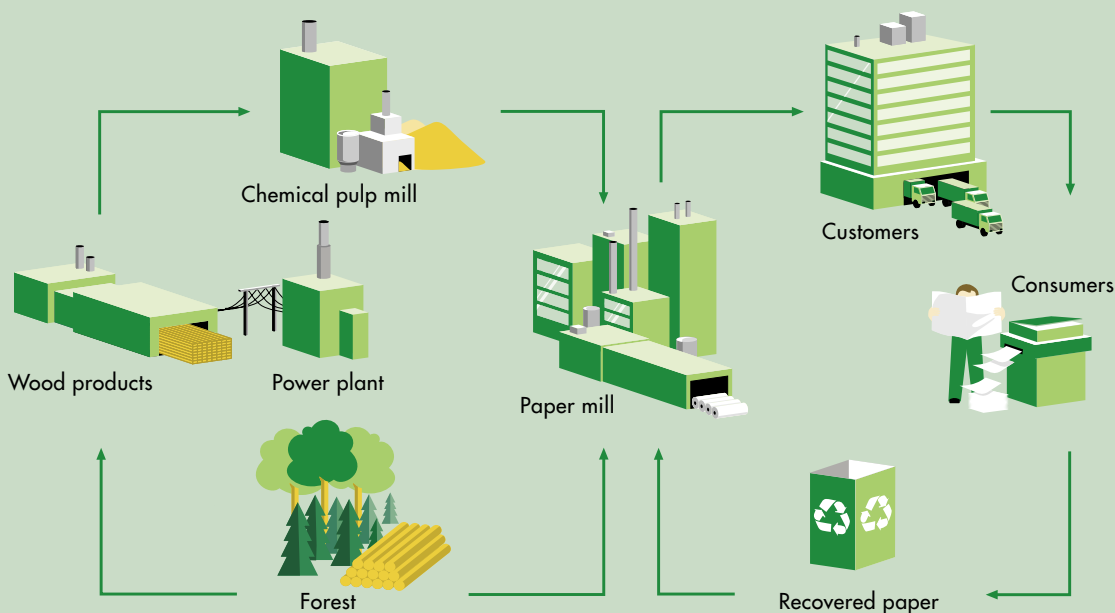 Chemical pulp mill
Customers
Consumers
Wood products
Power plant
Paper mill
Forest
Recovered paper